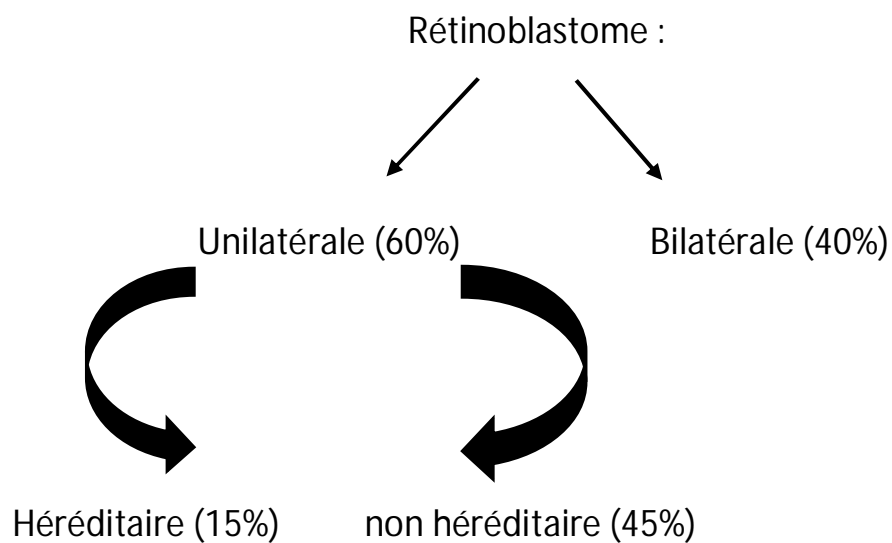 Rétinoblastome :
Unilatérale (60%) Bilatérale (40%)
Héréditaire (15%) non héréditaire (45%)